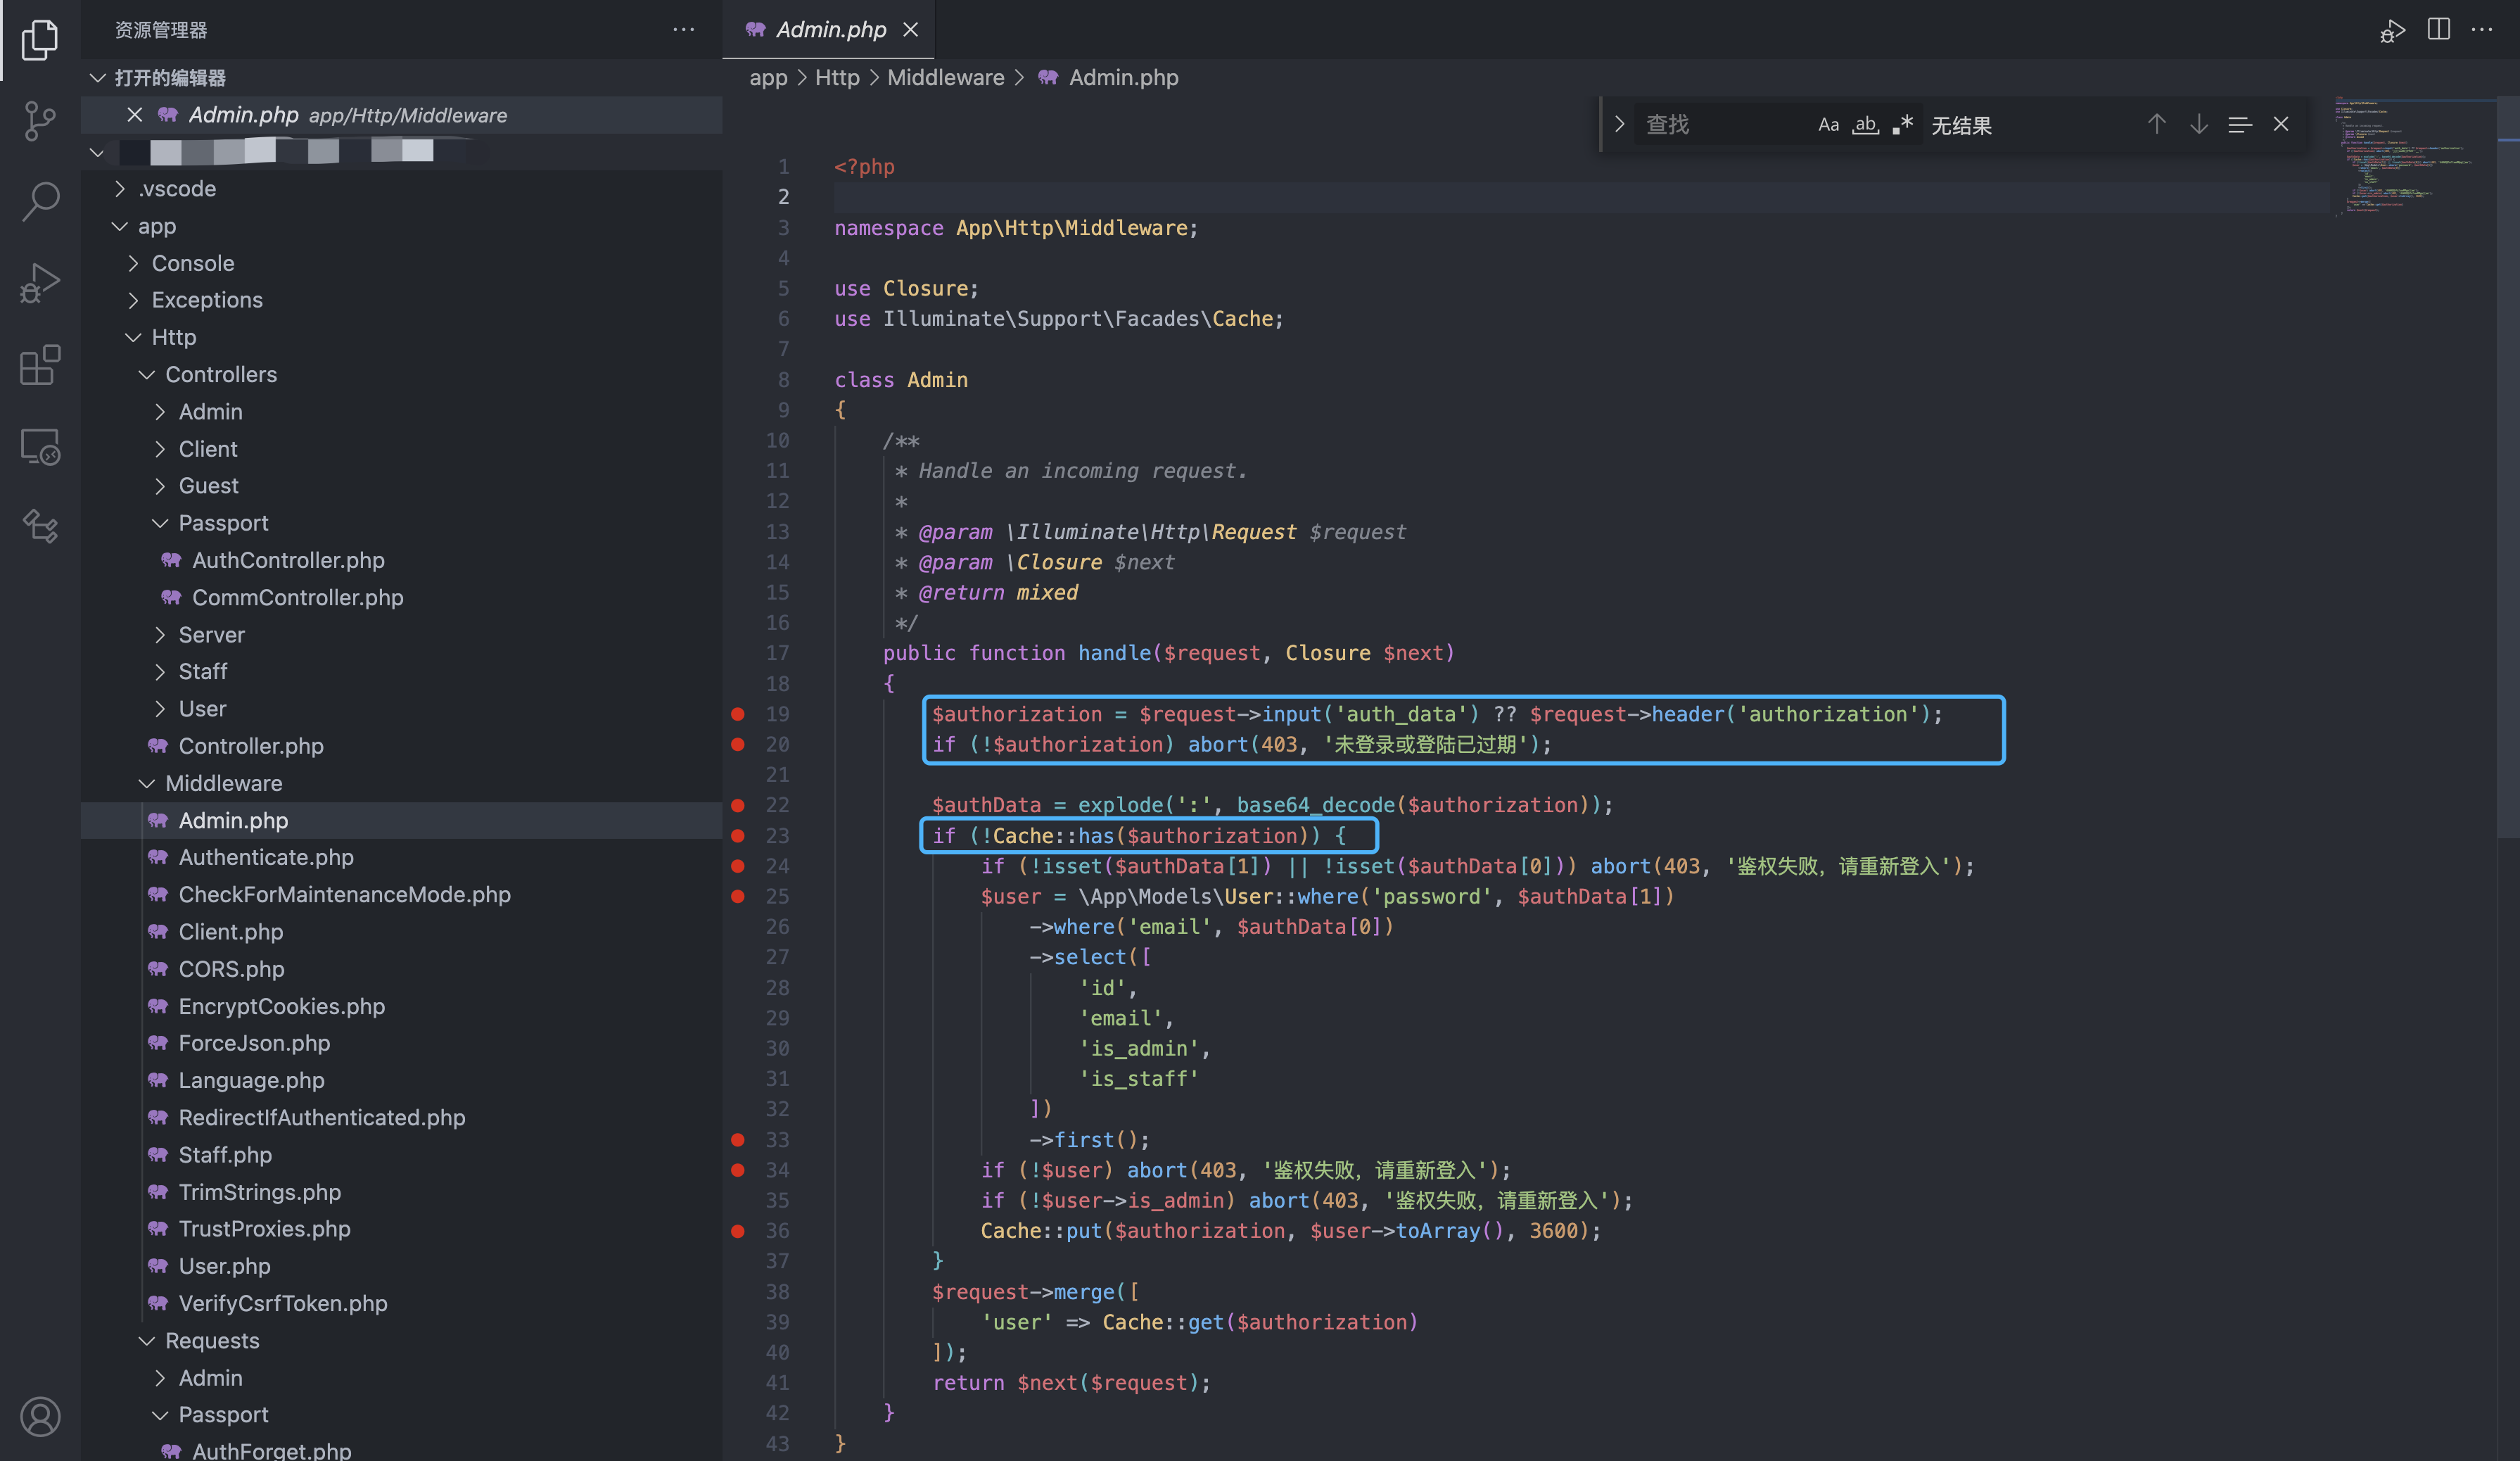 资源管理器
打开的编辑器
Admin.php app/Http/Middleware
.vscode
app
Console
Exceptions
Http
Controllers
Admin
Client
Guest
Passport
AuthController.php
CommController.php
Server
Staff
User
Controller.php
Middleware
Admin.php
Authenticate.php
CheckForMaintenanceMode.php
Client.php
CORS.php
EncryptCookies.php
ForceJson.php
Language.php
RedirectIfAuthenticated.php
Staff.php
TrimStrings.php
TrustProxies.php
User.php
VerifyCsrfToken.php
Requests
Admin
Passport
AuthForget.php
Admin.php
app > Http > Middleware > Admin.php
查找 Aa ab .* 无结果
1 <?php
2
3 namespace App\Http\Middleware;
4
5 use Closure;
6 use Illuminate\Support\Facades\Cache;
7
8 class Admin
9 {
10 /**
11 * Handle an incoming request.
12 *
13 * @param \Illuminate\Http\Request $request
14 * @param \Closure $next
15 * @return mixed
16 */
17 public function handle($request, Closure $next)
18 {
19 $authorization = $request->input('auth_data') ?? $request->header('authorization');
20 if (!$authorization) abort(403, '未登录或登陆已过期');
21
22 $authData = explode(':', base64_decode($authorization));
23 if (!Cache::has($authorization)) {
24 if (!isset($authData[1]) || !isset($authData[0])) abort(403, '鉴权失败，请重新登入');
25 $user = \App\Models\User::where('password', $authData[1])
26 ->where('email', $authData[0])
27 ->select([
28 'id',
29 'email',
30 'is_admin',
31 'is_staff'
32 ])
33 ->first();
34 if (!$user) abort(403, '鉴权失败，请重新登入');
35 if (!$user->is_admin) abort(403, '鉴权失败，请重新登入');
36 Cache::put($authorization, $user->toArray(), 3600);
37 }
38 $request->merge([
39 'user' => Cache::get($authorization)
40 ]);
41 return $next($request);
42 }
43 }